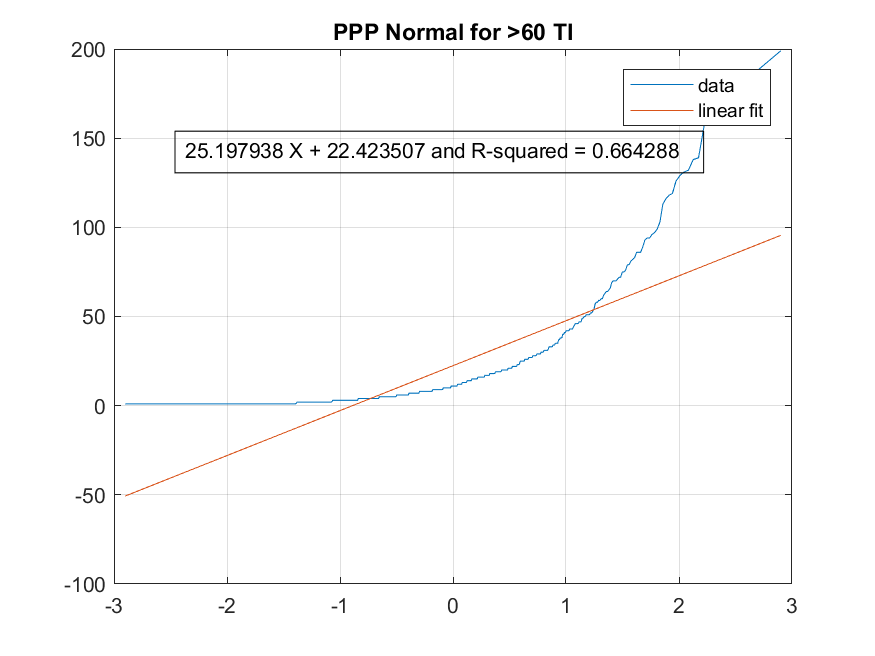 PPP Normal for >60 TI
200
150
100
50
0
-50
-100
data
linear fit
25.197938 X + 22.423507 and R-squared = 0.664288
-3 -2 -1 0 1 2 3